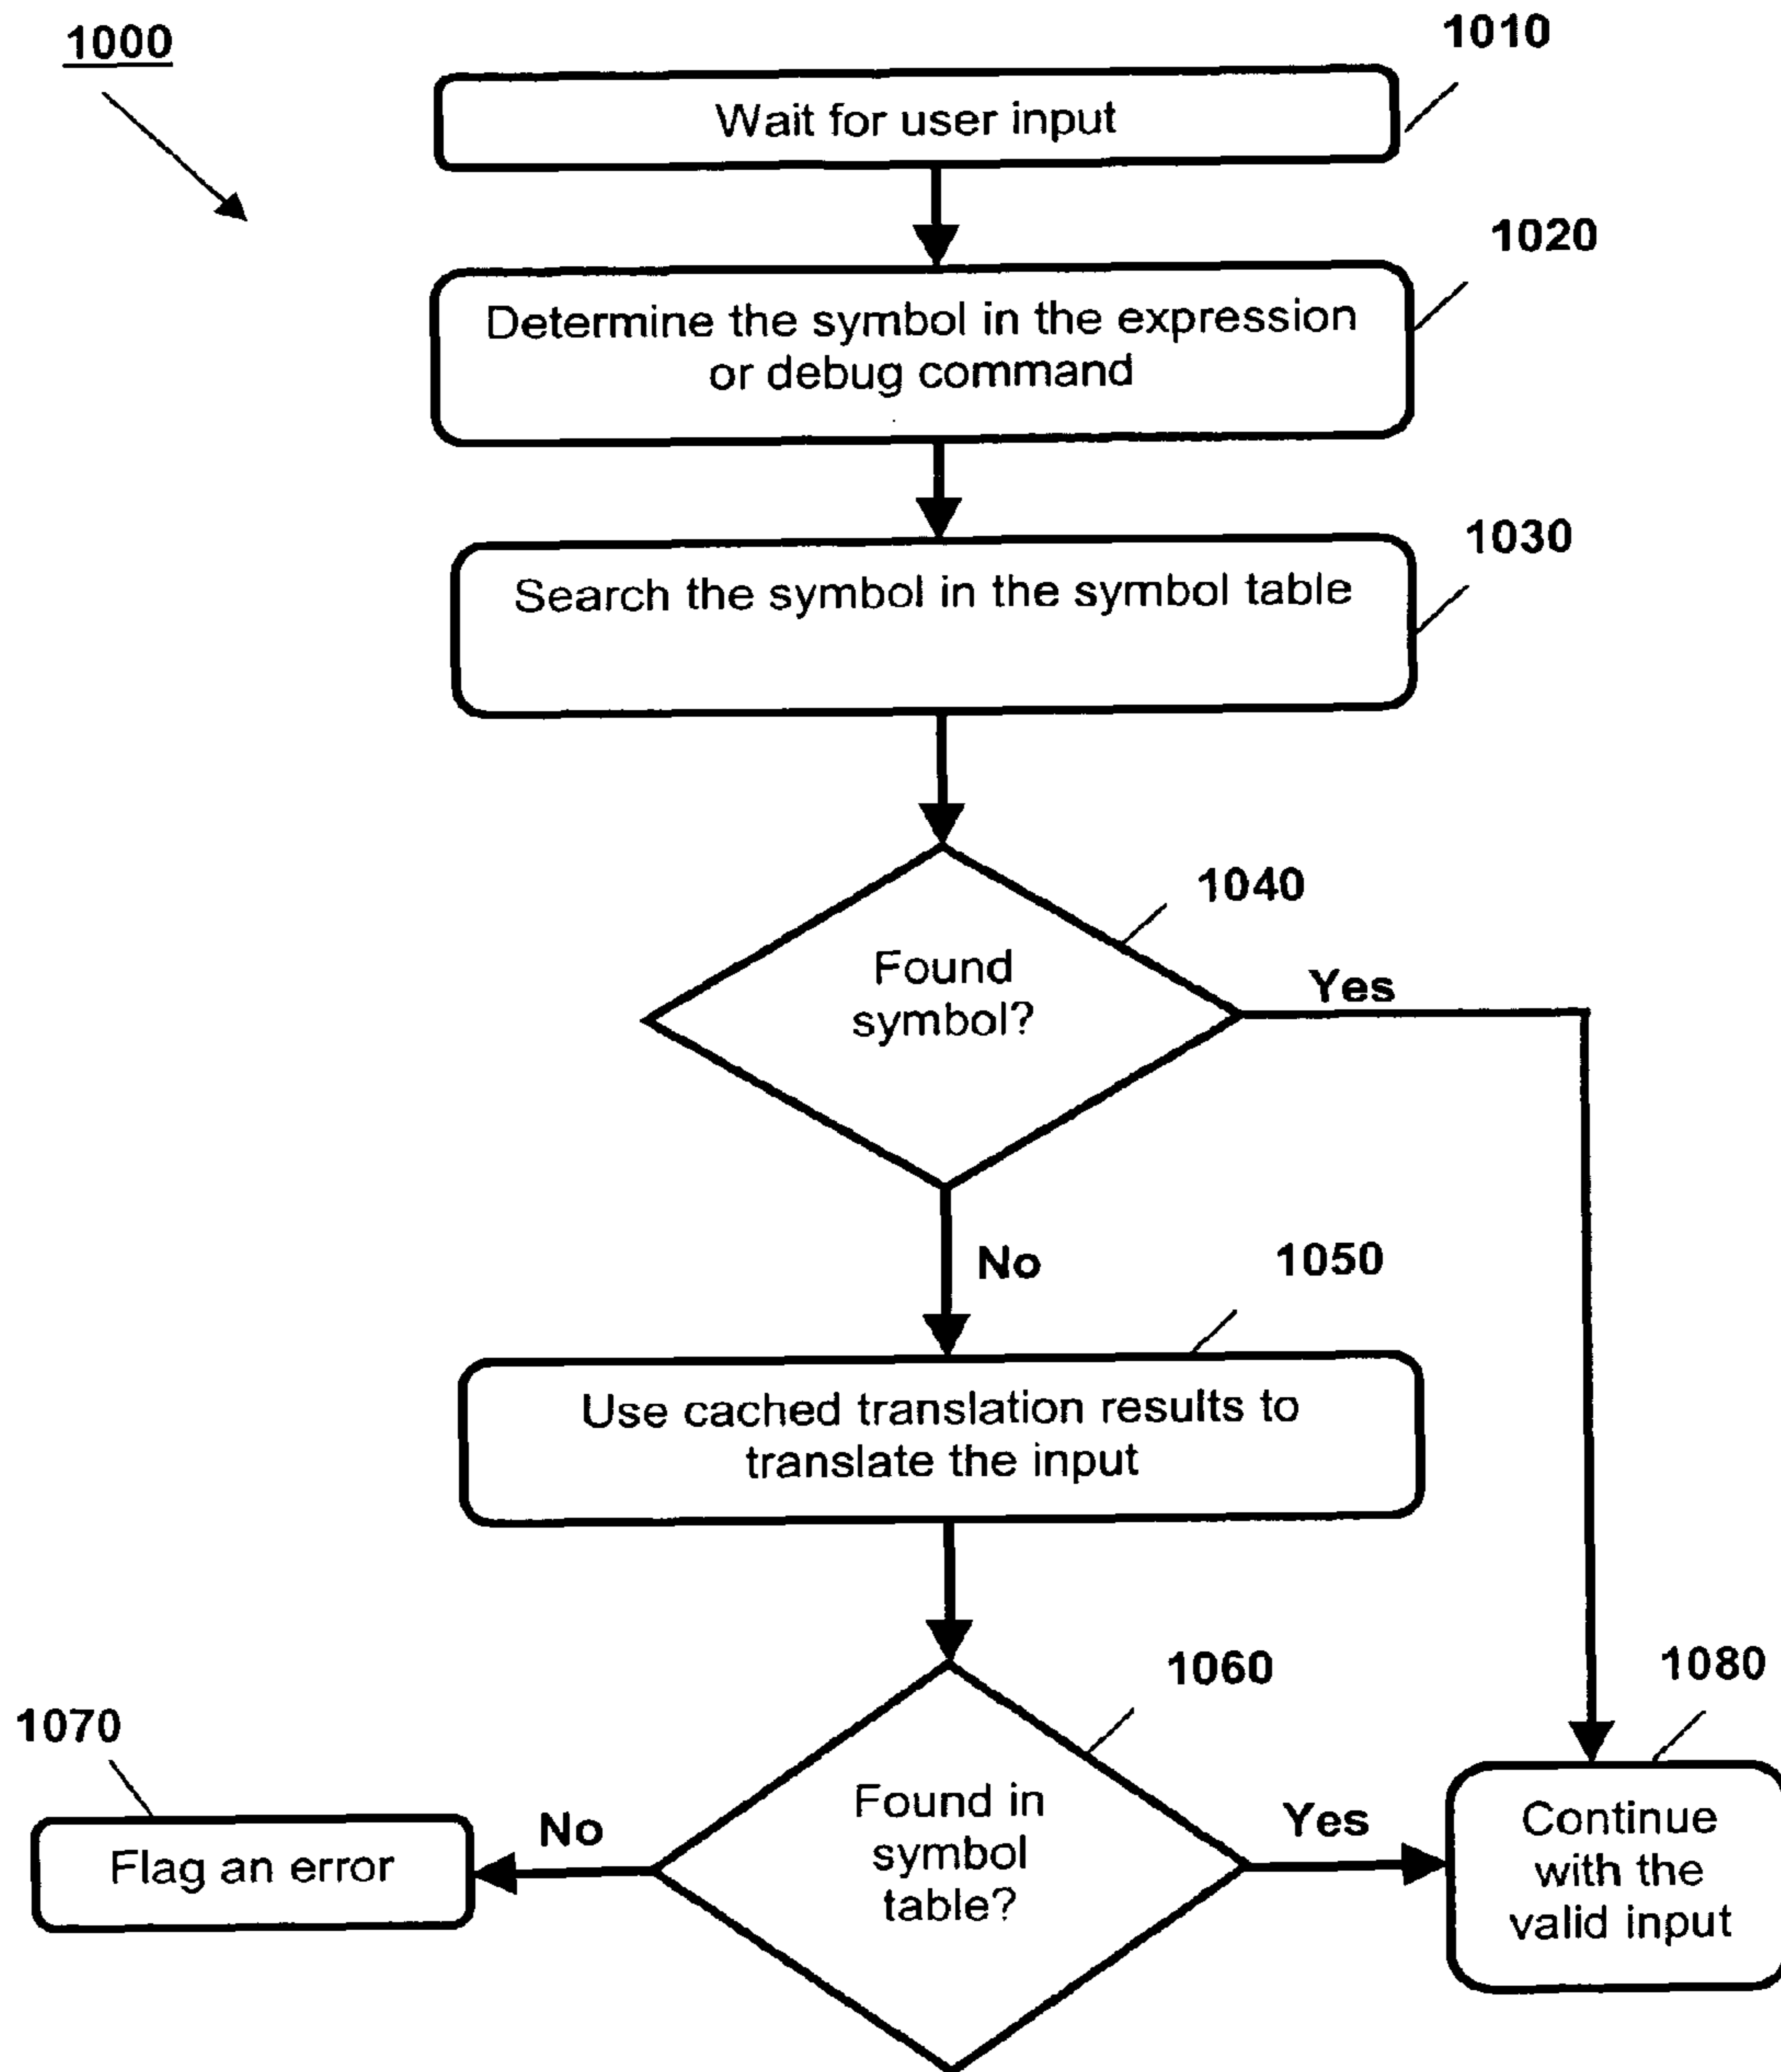 1000
1010
Wait for user input
1020
Determine the symbol in the expression
or debug command
1030
Search the symbol in the symbol table
1040
Found
symbol?
Yes
No
1050
Use cached translation results to
translate the input
1060
1080
1070
Found in
symbol
table?
No
Yes
Flag an error
Continue
with the
valid input